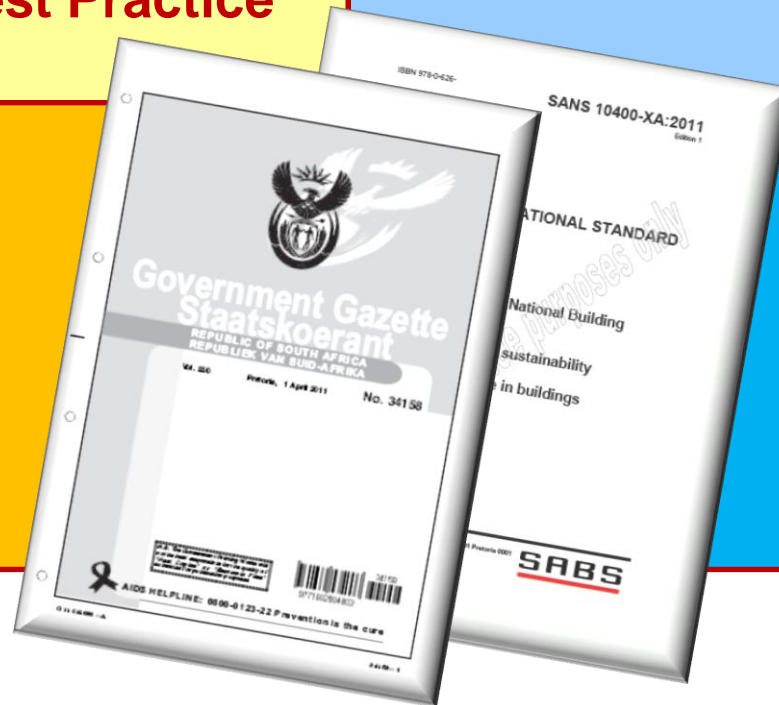 est Practice
ISBN 978-0-626-
SANS 10400-XA:2011
Edition 1
ATIONAL STANDARD
National Building
sustainability
in buildings
purposes only
SABS
Government Gazette
Staatskoerant
REPUBLIC OF SOUTH AFRICA
REPUBLIEK VAN SUID-AFRIKA
Pretoria, 1 April 2011
No. 34158
AIDS HELPLINE: 0800-0123-22 Prevention is the cure